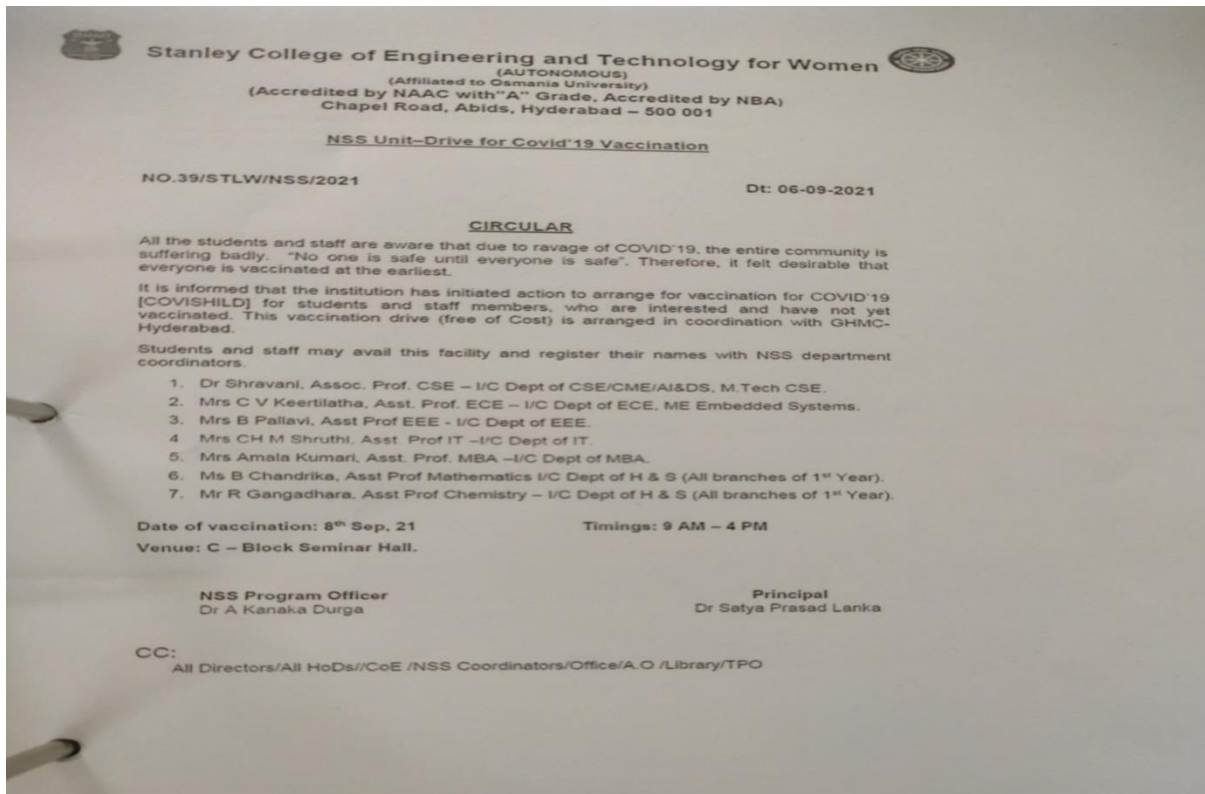 Stanley College of Engineering and Technology for Women
(AUTONOMOUS)
(Affiliated to Osmania University)
(Accredited by NAAC with"A" Grade, Accredited by NBA)
Chapel Road, Abids, Hyderabad – 500 001
NSS Unit–Drive for Covid'19 Vaccination
NO.39/STLW/NSS/2021
Dt: 06-09-2021
CIRCULAR
All the students and staff are aware that due to ravage of COVID'19, the entire community is
suffering badly. "No one is safe until everyone is safe". Therefore, it felt desirable that
everyone is vaccinated at the earliest.
It is informed that the institution has initiated action to arrange for vaccination for COVID'19
[COVISHILD] for students and staff members, who are interested and have not yet
vaccinated. This vaccination drive (free of Cost) is arranged in coordination with GHMC-
Hyderabad.
Students and staff may avail this facility and register their names with NSS department
coordinators.
1. Dr Shravani, Assoc. Prof. CSE – I/C Dept of CSE/CME/AI&DS, M.Tech CSE.
2. Mrs C V Keertilatha, Asst. Prof. ECE – I/C Dept of ECE, ME Embedded Systems.
3. Mrs B Pallavi, Asst Prof EEE - I/C Dept of EEE.
4 Mrs CH M Shruthi, Asst. Prof IT –I/C Dept of IT.
5. Mrs Amala Kumari, Asst. Prof. MBA –I/C Dept of MBA.
6. Ms B Chandrika, Asst Prof Mathematics I/C Dept of H & S (All branches of 1st Year).
7. Mr R Gangadhara, Asst Prof Chemistry – I/C Dept of H & S (All branches of 1st Year).
Date of vaccination: 8th Sep, 21 Timings: 9 AM – 4 PM
Venue: C – Block Seminar Hall.
NSS Program Officer Principal
Dr A Kanaka Durga Dr Satya Prasad Lanka
CC:
All Directors/All HoDs//CoE /NSS Coordinators/Office/A.O /Library/TPO